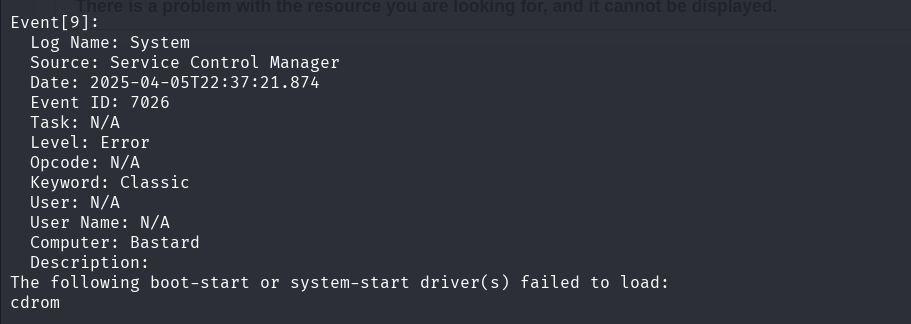 There is a problem with the resource you are looking for, and it cannot be displayed.
Event[9]:
  Log Name: System
  Source: Service Control Manager
  Date: 2025-04-05T22:37:21.874
  Event ID: 7026
  Task: N/A
  Level: Error
  Opcode: N/A
  Keyword: Classic
  User: N/A
  User Name: N/A
  Computer: Bastard
  Description:
The following boot-start or system-start driver(s) failed to load:
cdrom